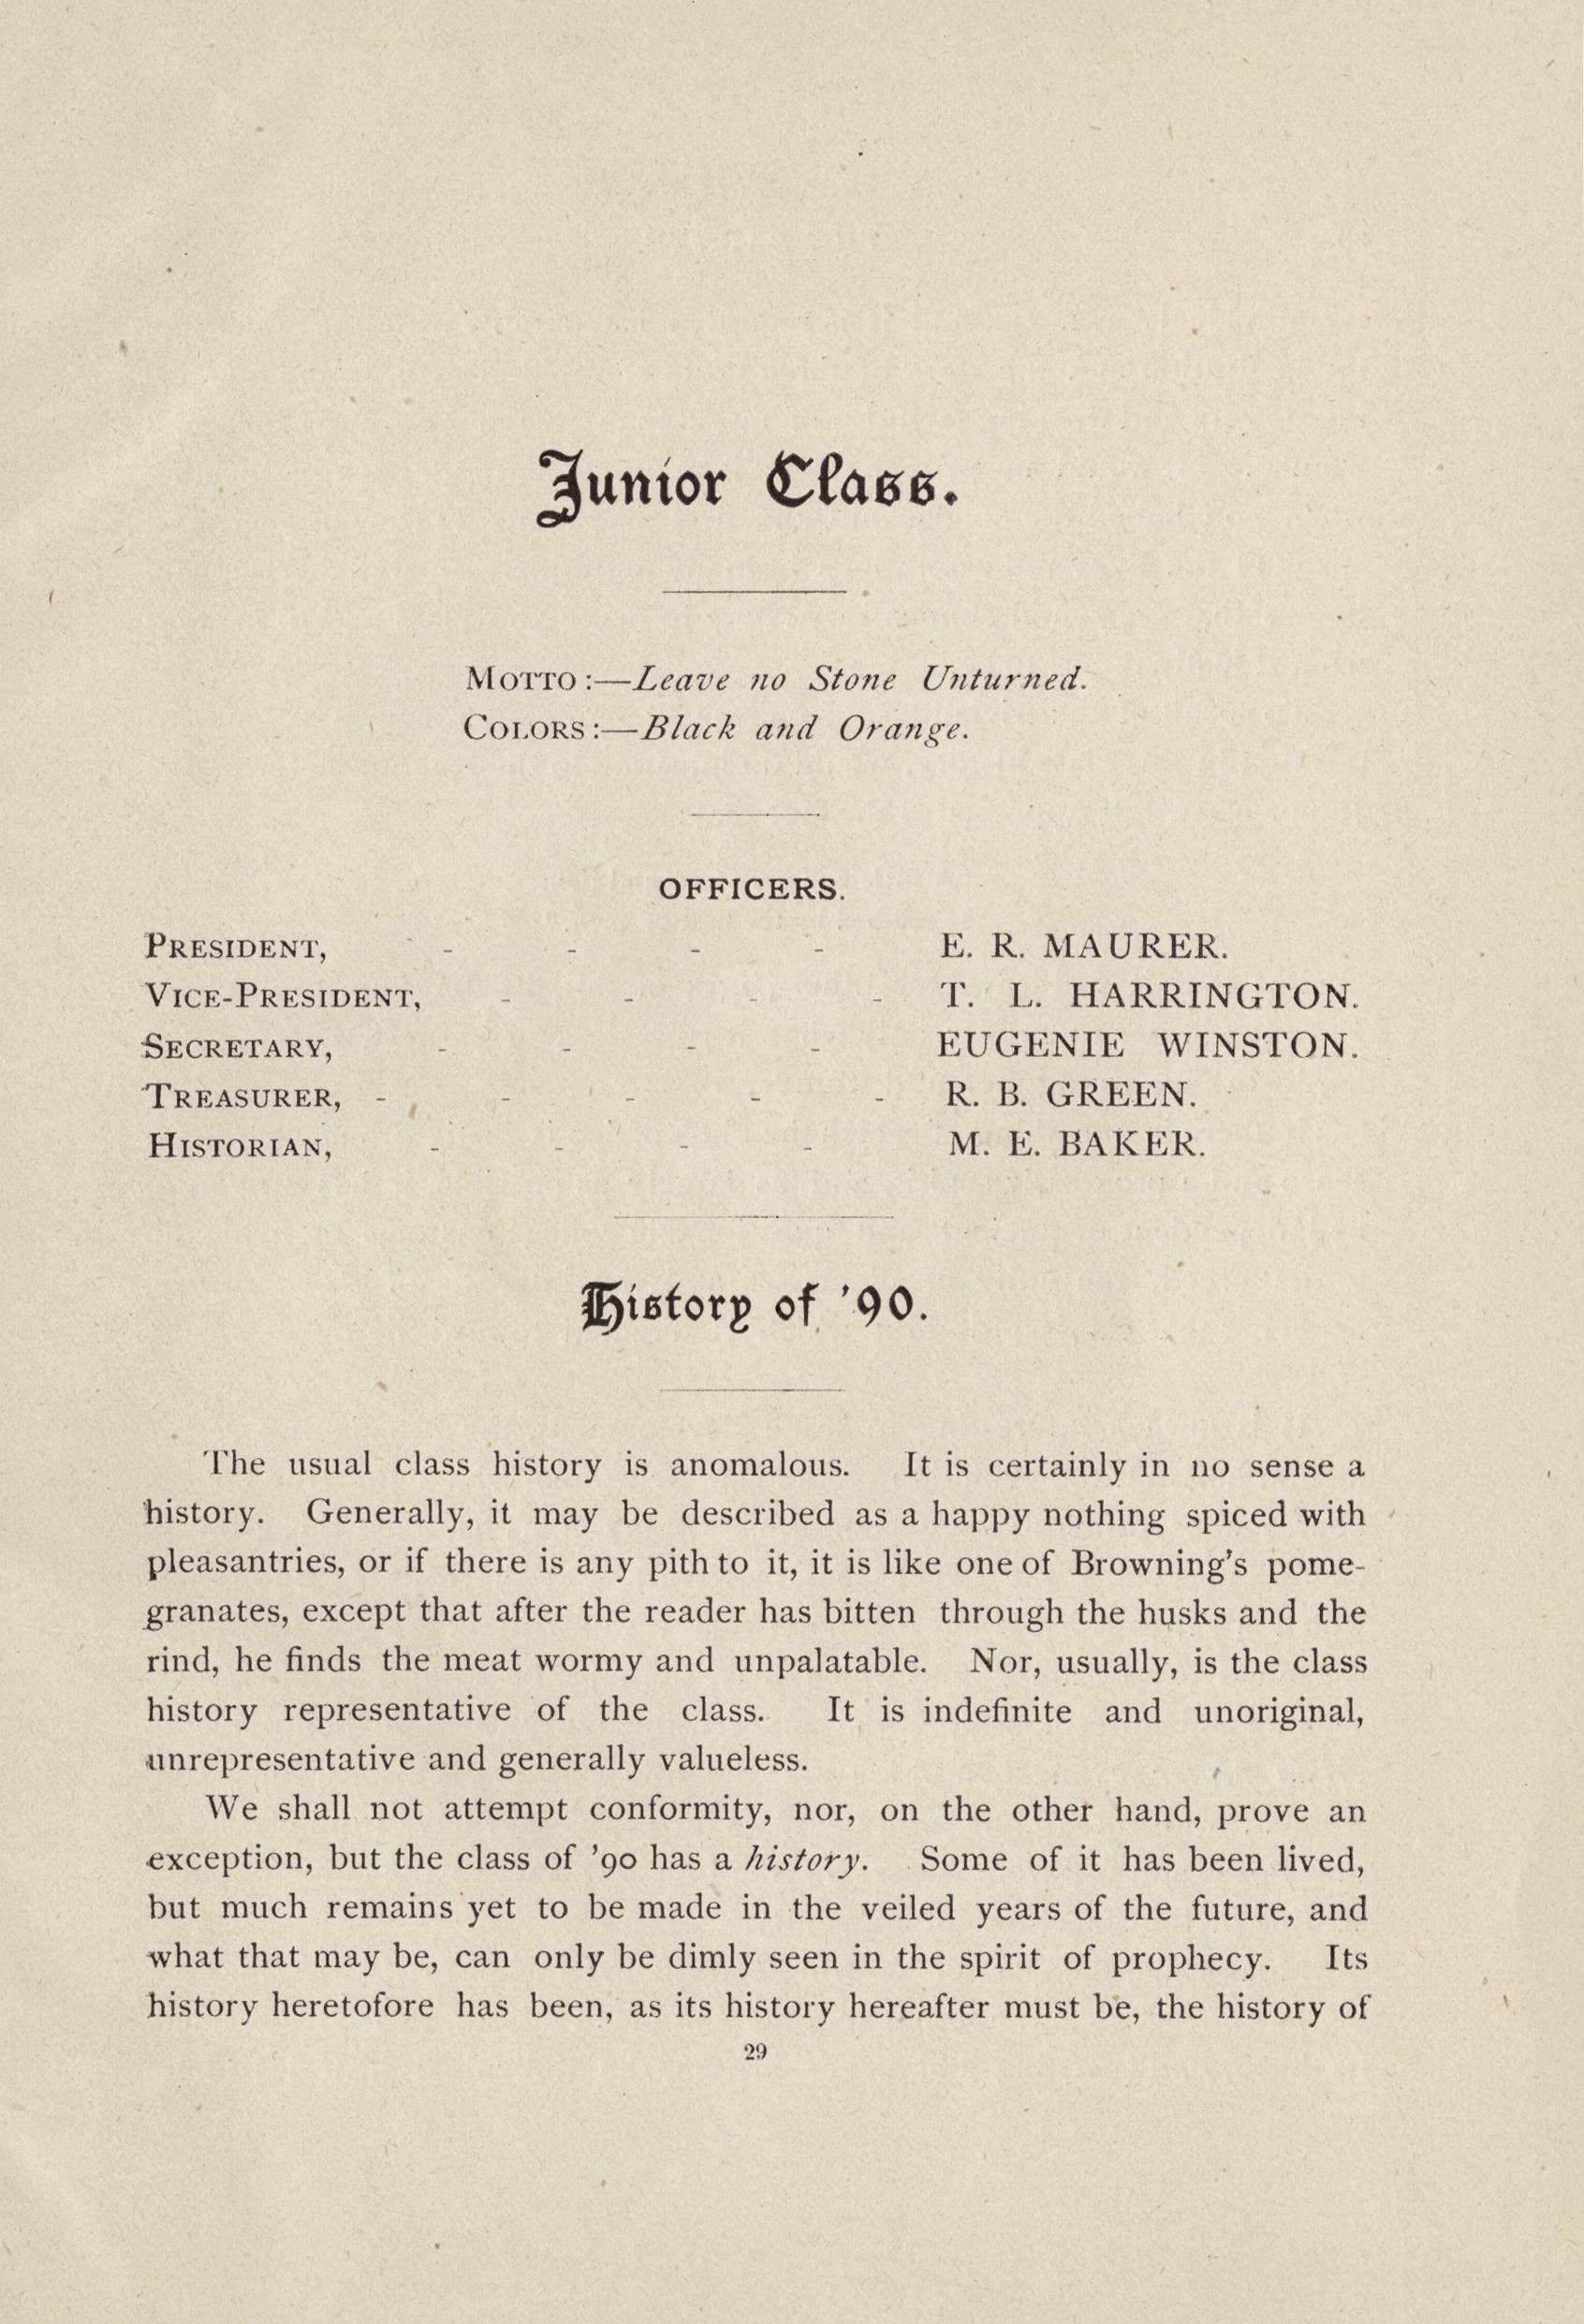 Junior Class.
MOTTO:—Leave no Stone Unturned.
COLORS:—Black and Orange.
OFFICERS.
PRESIDENT, - - - - E. R. MAURER.
VICE-PRESIDENT, - - - - T. L. HARRINGTON.
SECRETARY, - - - - EUGENIE WINSTON.
TREASURER, - - - - - R. B. GREEN.
HISTORIAN, - - - - M. E. BAKER.
History of '90.
The usual class history is anomalous. It is certainly in no sense a
history. Generally, it may be described as a happy nothing spiced with
pleasantries, or if there is any pith to it, it is like one of Browning's pome-
granates, except that after the reader has bitten through the husks and the
rind, he finds the meat wormy and unpalatable. Nor, usually, is the class
history representative of the class. It is indefinite and unoriginal,
unrepresentative and generally valueless.
We shall not attempt conformity, nor, on the other hand, prove an
exception, but the class of '90 has a history. Some of it has been lived,
but much remains yet to be made in the veiled years of the future, and
what that may be, can only be dimly seen in the spirit of prophecy. Its
history heretofore has been, as its history hereafter must be, the history of
29